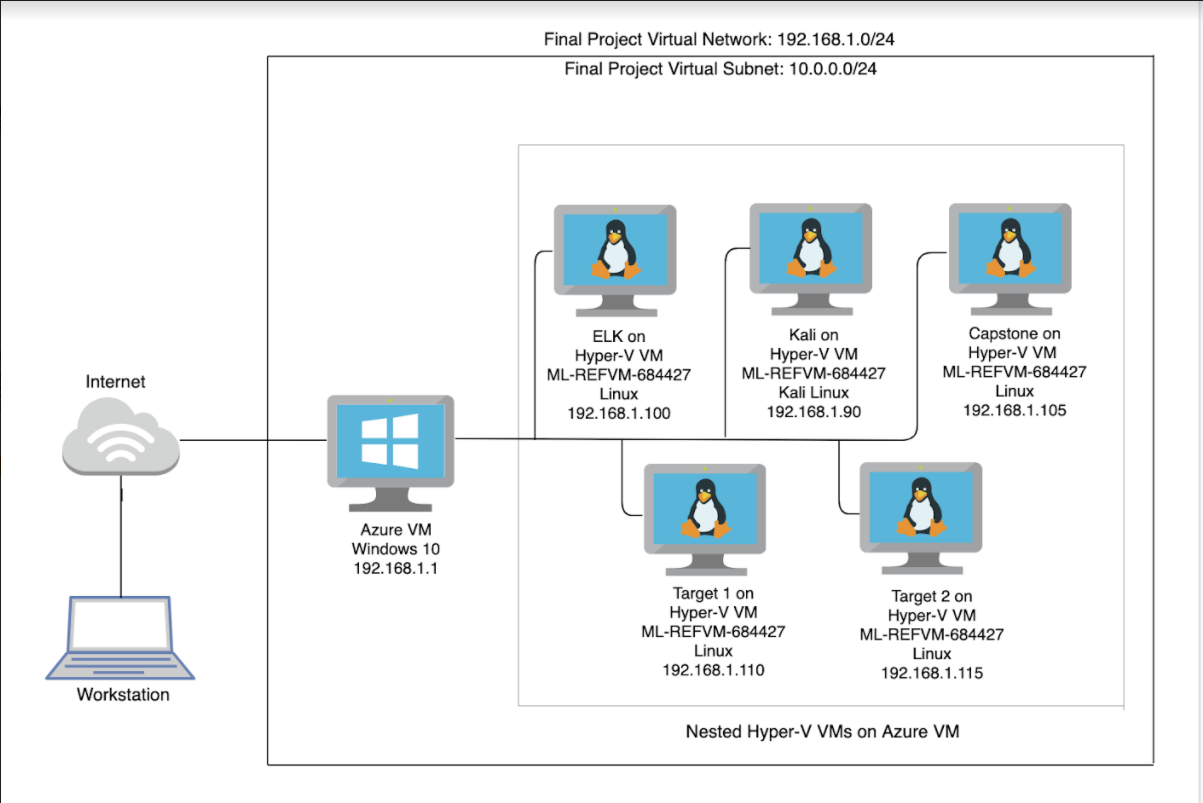 Final Project Virtual Network: 192.168.1.0/24
Final Project Virtual Subnet: 10.0.0.0/24
ELK on
Hyper-V VM
ML-REFVM-684427
Linux
192.168.1.100
Kali on
Hyper-V VM
ML-REFVM-684427
Kali Linux
192.168.1.90
Capstone on
Hyper-V VM
ML-REFVM-684427
Linux
192.168.1.105
Internet
Azure VM
Windows 10
192.168.1.1
Target 1 on
Hyper-V VM
ML-REFVM-684427
Linux
192.168.1.110
Target 2 on
Hyper-V VM
ML-REFVM-684427
Linux
192.168.1.115
Workstation
Nested Hyper-V VMs on Azure VM